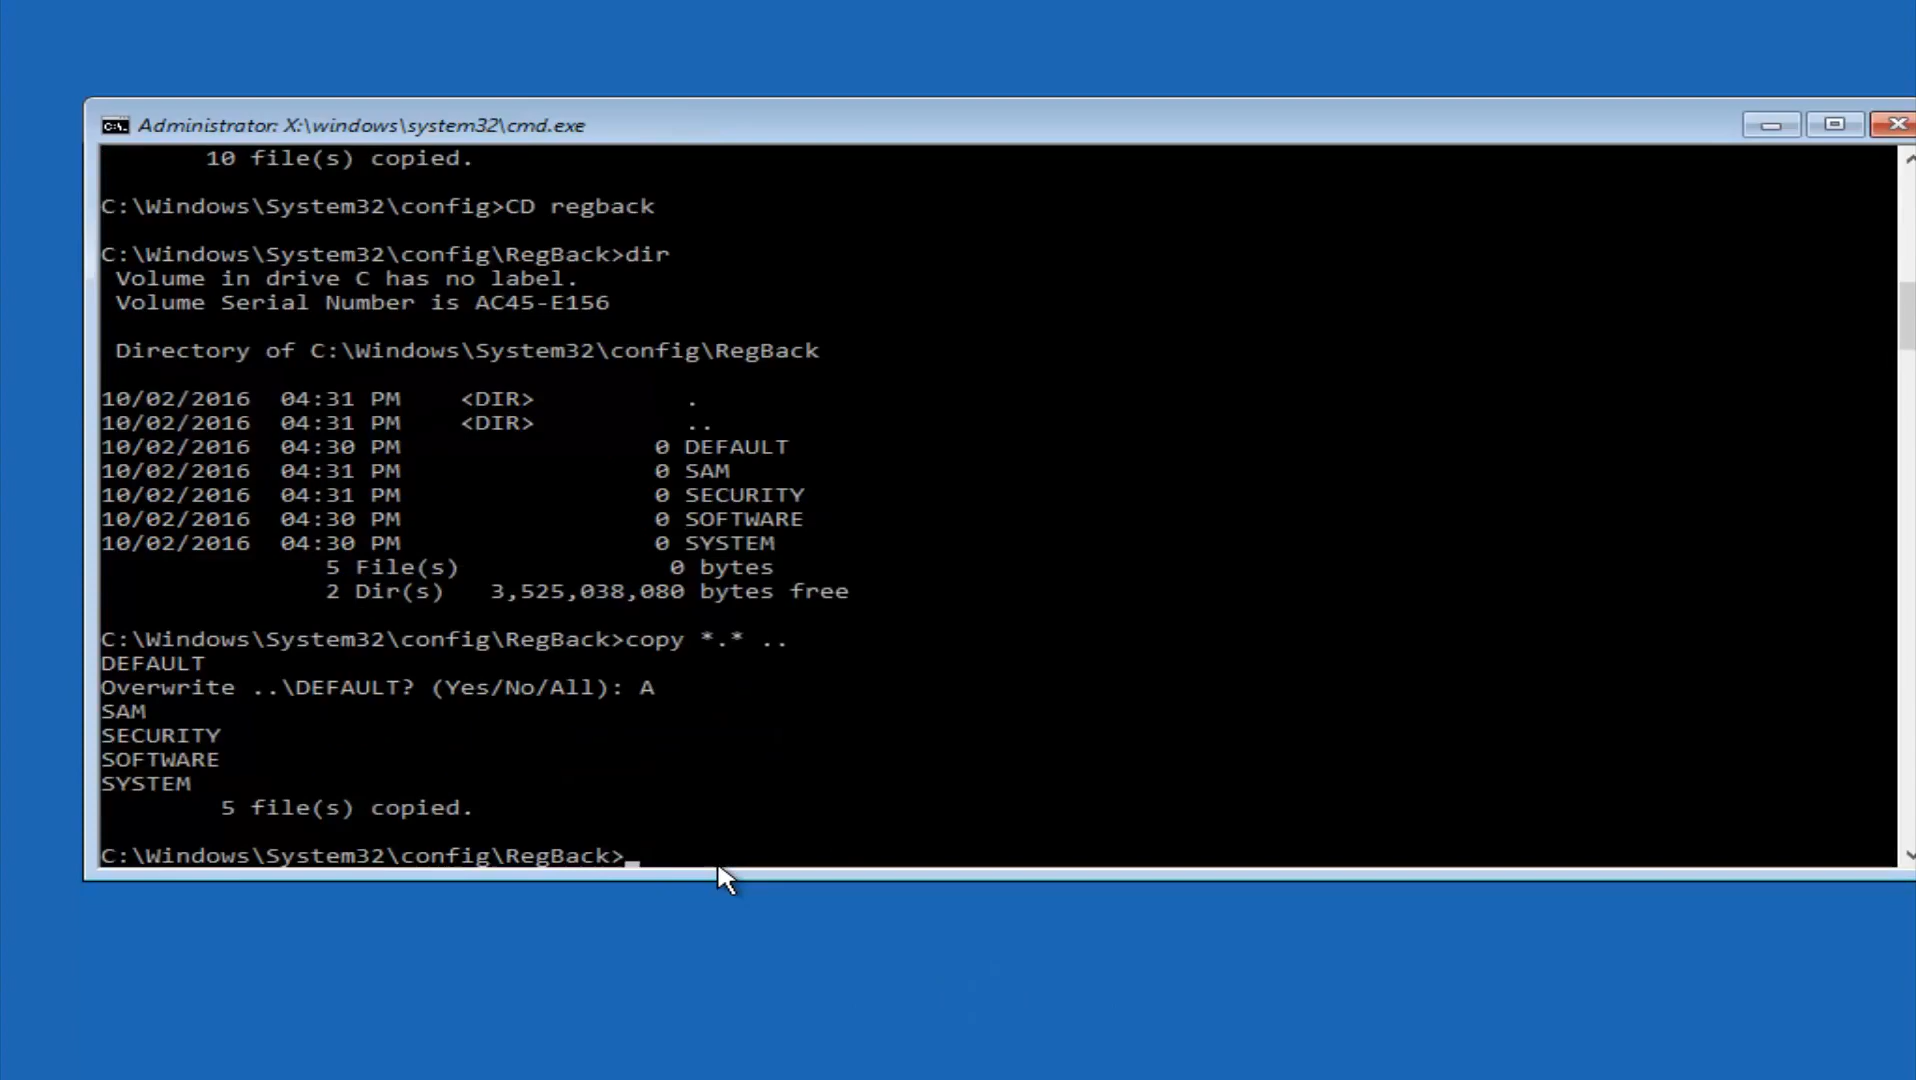 Administrator: X:\windows\system32\cmd.exe
10 file(s) copied.
C:\Windows\System32\config>CD regback
C:\Windows\System32\config\RegBack>dir
Volume in drive C has no label.
Volume Serial Number is AC45-E156
Directory of C:\Windows\System32\config\RegBack
10/02/2016  04:31 PM    <DIR>          .
10/02/2016  04:31 PM    <DIR>          ..
10/02/2016  04:30 PM                 0 DEFAULT
10/02/2016  04:31 PM                 0 SAM
10/02/2016  04:31 PM                 0 SECURITY
10/02/2016  04:30 PM                 0 SOFTWARE
10/02/2016  04:30 PM                 0 SYSTEM
5 File(s)              0 bytes
2 Dir(s)   3,525,038,080 bytes free
C:\Windows\System32\config\RegBack>copy *.* ..
DEFAULT
Overwrite ..\DEFAULT? (Yes/No/All): A
SAM
SECURITY
SOFTWARE
SYSTEM
5 file(s) copied.
C:\Windows\System32\config\RegBack>_